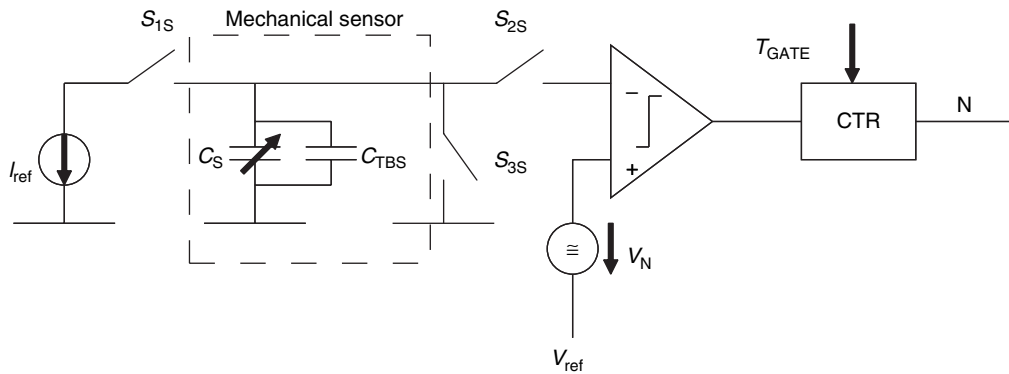 S1S
Mechanical sensor
S2S
TGATE
Iref
CS
CTBS
S3S
−
+
CTR
N
≅
VN
Vref